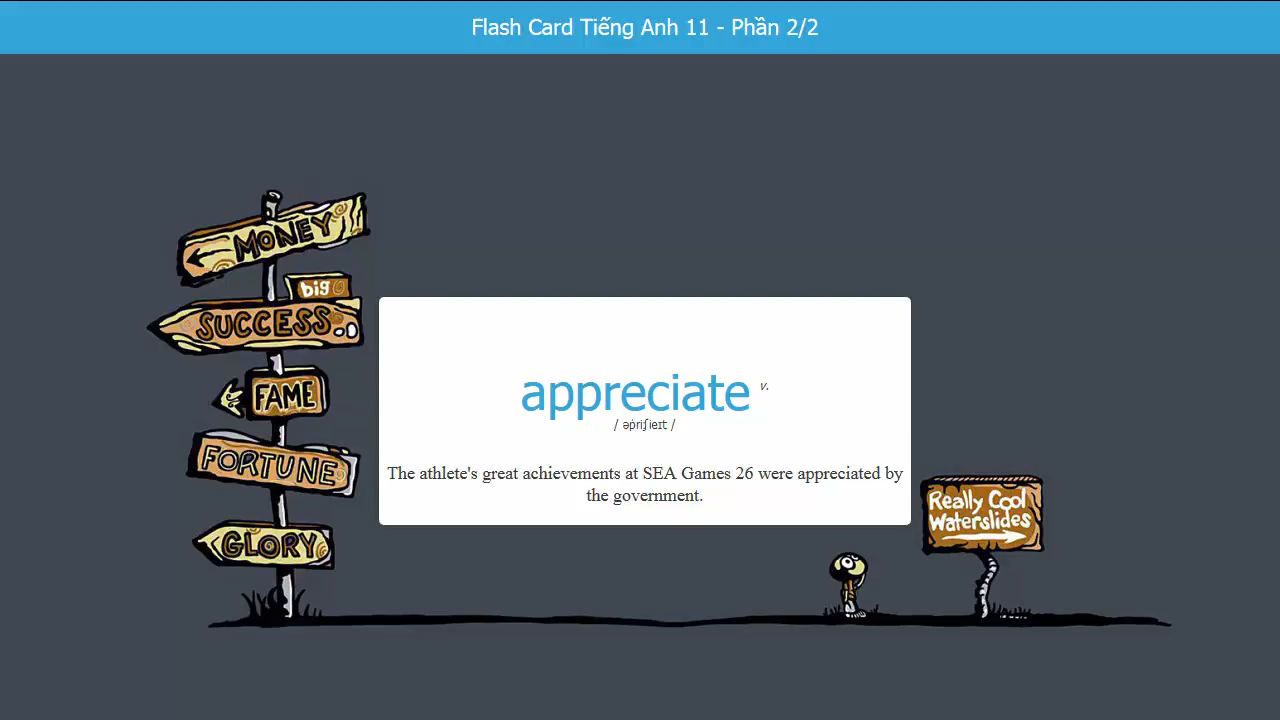 Flash Card Tiếng Anh 11 - Phần 2/2
MONEY
big
SUCCESS
FAME
FORTUNE
GLORY
appreciate v.
/ əpriʃieɪt /
The athlete's great achievements at SEA Games 26 were appreciated by
the government.
Really Cool
Waterslides